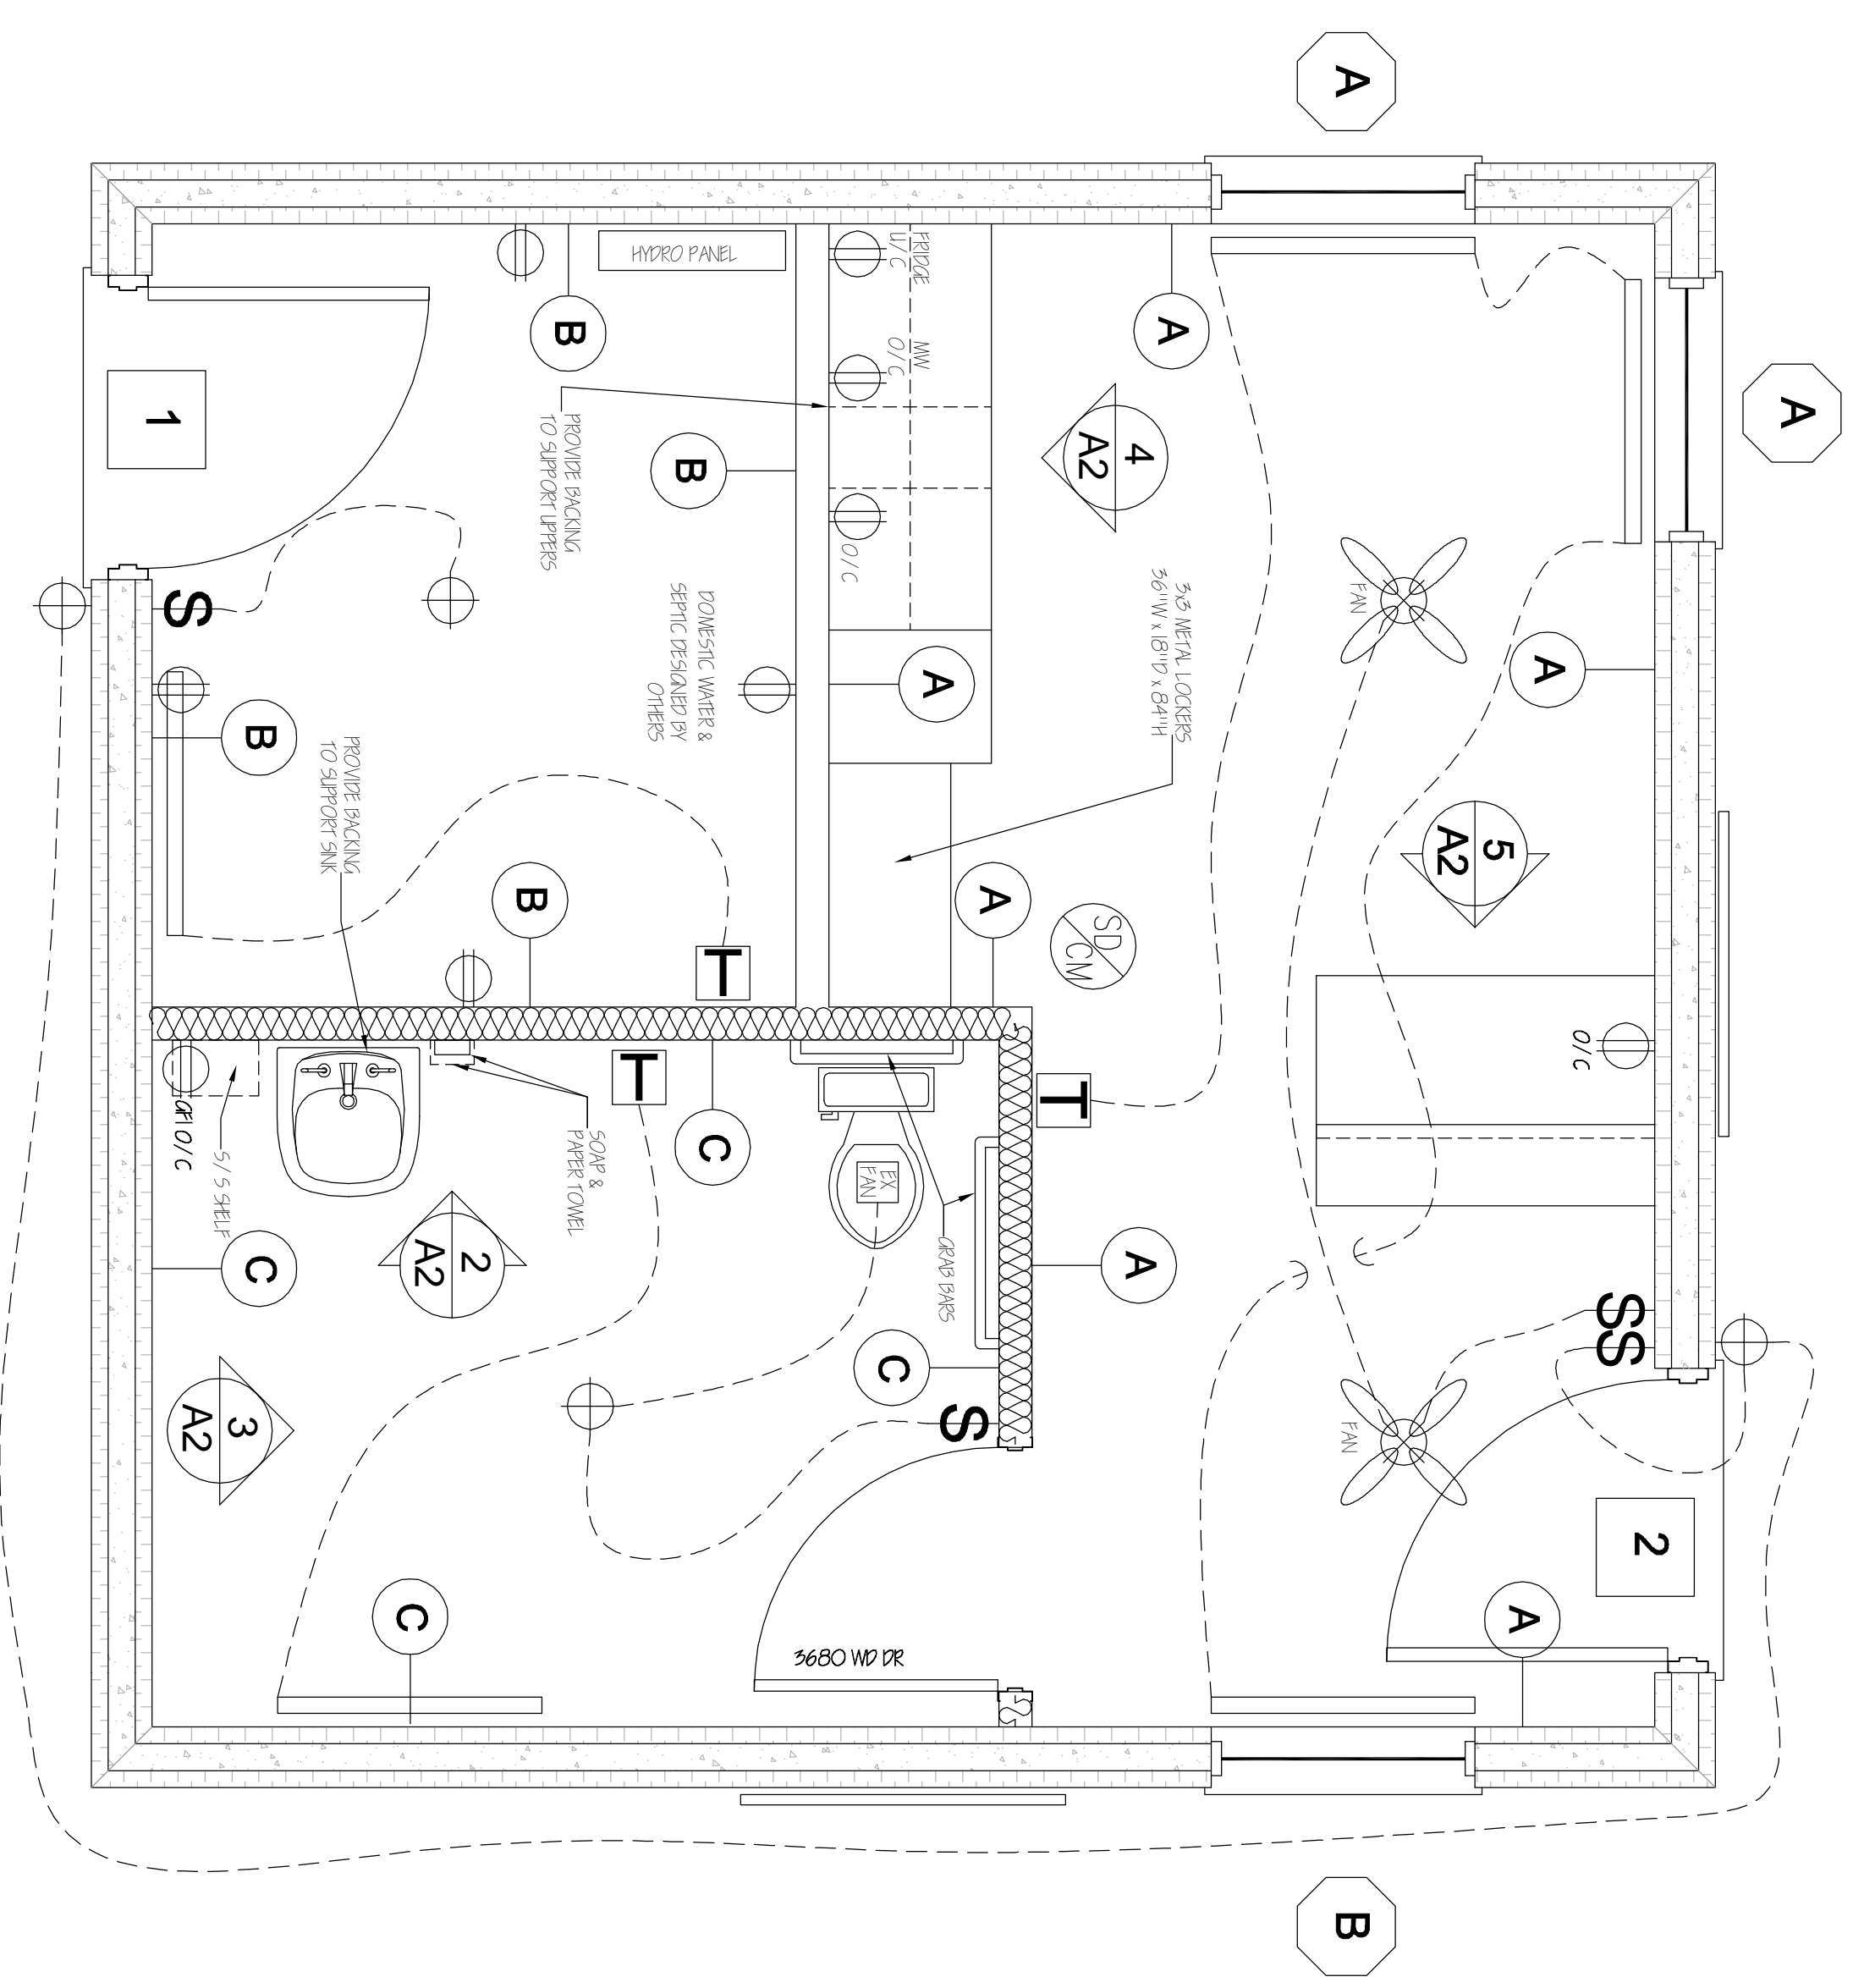 A
A
HYDRO PANEL
FRIDGE
U/C
MW
O/C
O/C
B
A
1
PROVIDE BACKING
TO SUPPORT UPPERS
B
4
A2
S
DOMESTIC WATER &
SEPTIC DESIGNED BY
OTHERS
3x3 METAL LOCKERS
36"W x 18"D x 84"H
FAN
A
A
B
PROVIDE BACKING
TO SUPPORT SINK
B
A
SD
CM
5
A2
T
T
T
O/C
GFI O/C
S/S SHELF
SOAP &
PAPER TOWEL
C
EX
FAN
GRAB BARS
A
C
2
A2
C
S
SS
SS
FAN
3
A2
C
3680 WD DR
2
A
B